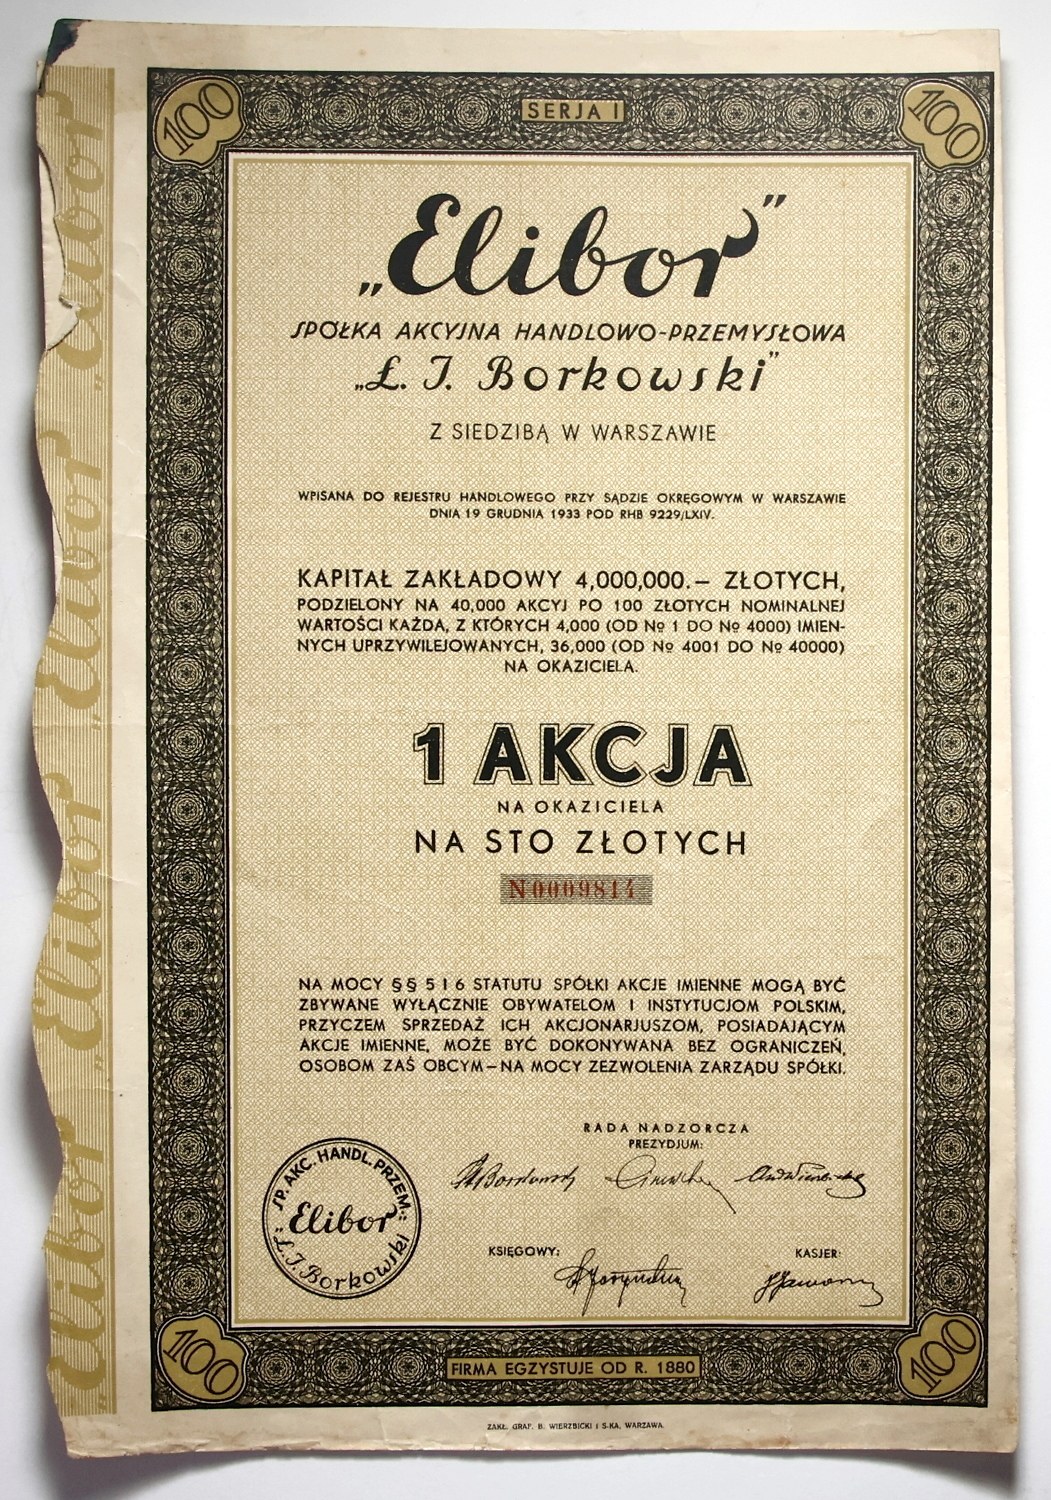 SERJA I
100
100
„Elibor”
SPÓŁKA AKCYJNA HANDLOWO-PRZEMYSŁOWA
„Ł. J. Borkowski”
Z SIEDZIBĄ W WARSZAWIE
WPISANA DO REJESTRU HANDLOWEGO PRZY SĄDZIE OKRĘGOWYM W WARSZAWIE
DNIA 19 GRUDNIA 1933 POD RHB 9229/LXIV.
KAPITAŁ ZAKŁADOWY 4,000,000.— ZŁOTYCH,
PODZIELONY NA 40,000 AKCYJ PO 100 ZŁOTYCH NOMINALNEJ
WARTOŚCI KAŻDA, Z KTÓRYCH 4,000 (OD № 1 DO № 4000) IMIEN-
NYCH UPRZYWILEJOWANYCH, 36,000 (OD № 4001 DO № 40000)
NA OKAZICIELA.
1 AKCJA
NA OKAZICIELA
NA STO ZŁOTYCH
N0009814
NA MOCY §§ 5 I 6 STATUTU SPÓŁKI AKCJE IMIENNE MOGĄ BYĆ
ZBYWANE WYŁĄCZNIE OBYWATELOM I INSTYTUCJOM POLSKIM,
PRZYCZEM SPRZEDAŻ ICH AKCJONARJUSZOM, POSIADAJĄCYM
AKCJE IMIENNE, MOŻE BYĆ DOKONYWANA BEZ OGRANICZEŃ,
OSOBOM ZAŚ OBCYM—NA MOCY ZEZWOLENIA ZARZĄDU SPÓŁKI.
RADA NADZORCZA
PREZYDJUM:
SP. AKC. HANDL. PRZEM.
Elibor
Ł. J. Borkowski
KSIĘGOWY:
KASJER:
100
100
FIRMA EGZYSTUJE OD R. 1880
ZAKŁ. GRAF. B. WIERZBICKI I S-KA, WARZAWA.
„Elibor” „Elibor” „Elibor” „Elibor”